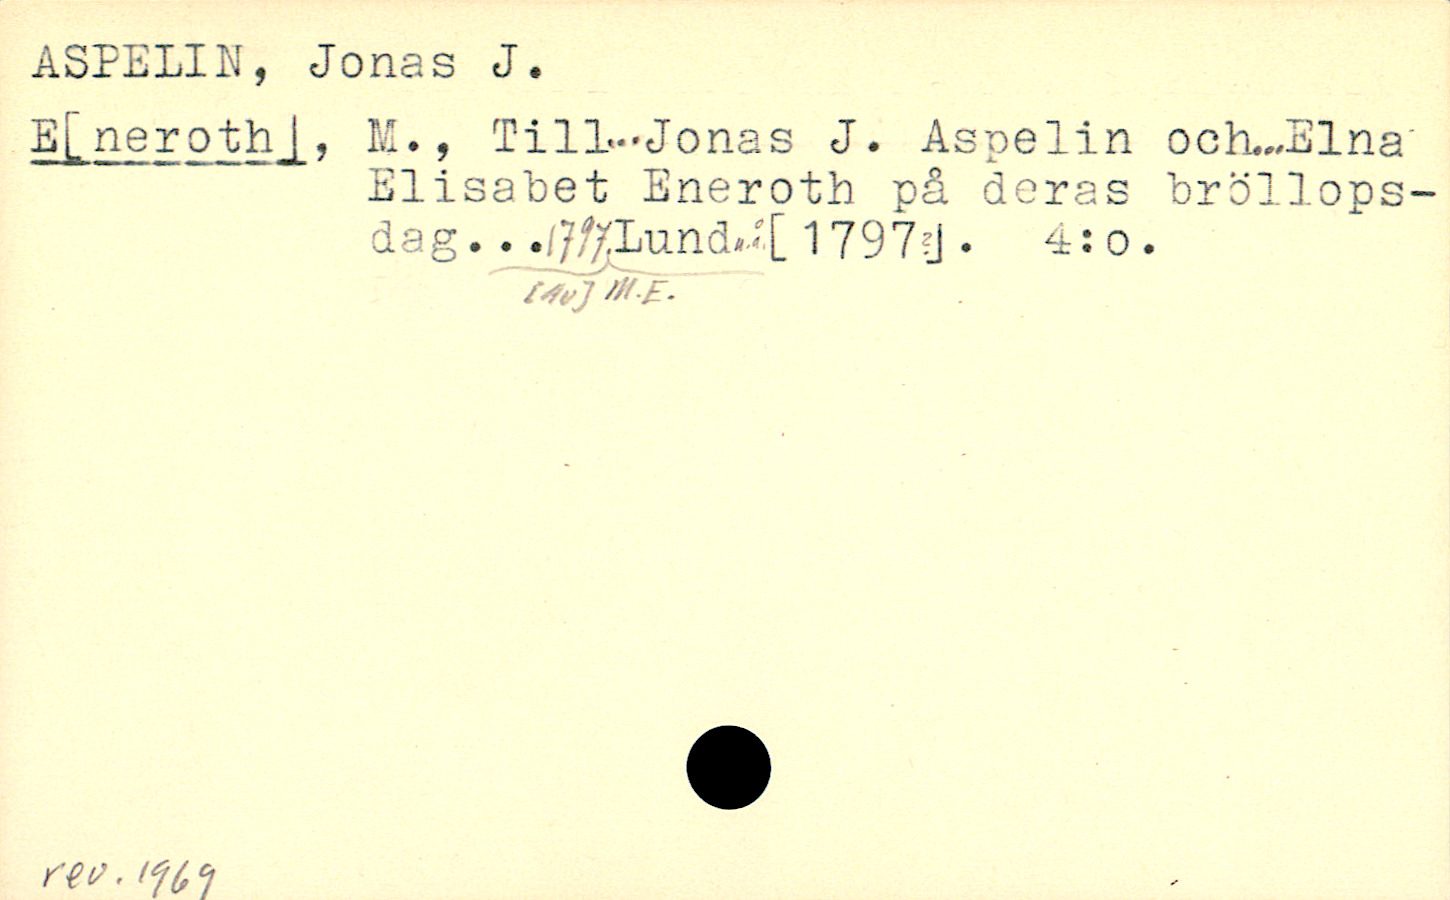 ASPELIN, Jonas J.
E[neroth], M., Till...Jonas J. Aspelin och...Elna
Elisabet Eneroth på deras bröllops-
dag...1797. Lund u.å. [1797?]. 4:o.
[Av] M.E.
rev. 1969